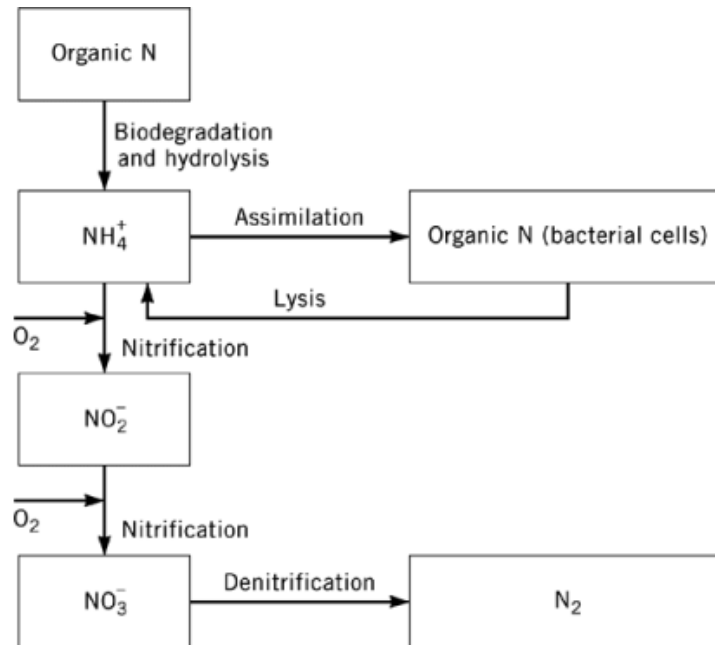 Organic N
Biodegradation
and hydrolysis
NH₄⁺
Assimilation
Organic N (bacterial cells)
Lysis
O₂
Nitrification
NO₂⁻
O₂
Nitrification
NO₃⁻
Denitrification
N₂